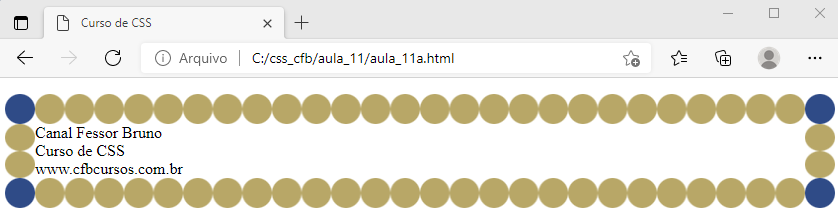 Curso de CSS
Arquivo C:/css_cfb/aula_11/aula_11a.html
Canal Fessor Bruno
Curso de CSS
www.cfbcursos.com.br